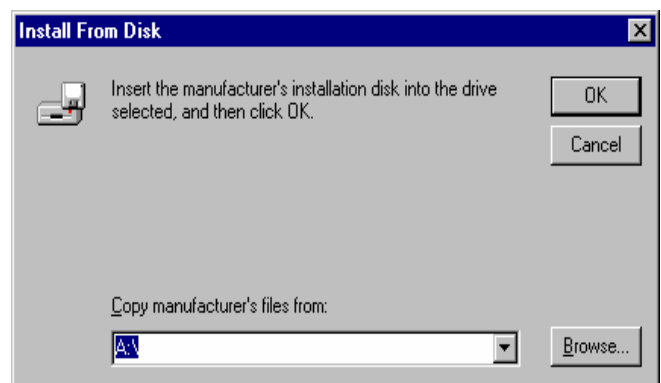 Install From Disk
Insert the manufacturer's installation disk into the drive
selected, and then click OK.
OK
Cancel
Copy manufacturer's files from:
A:\
Browse...